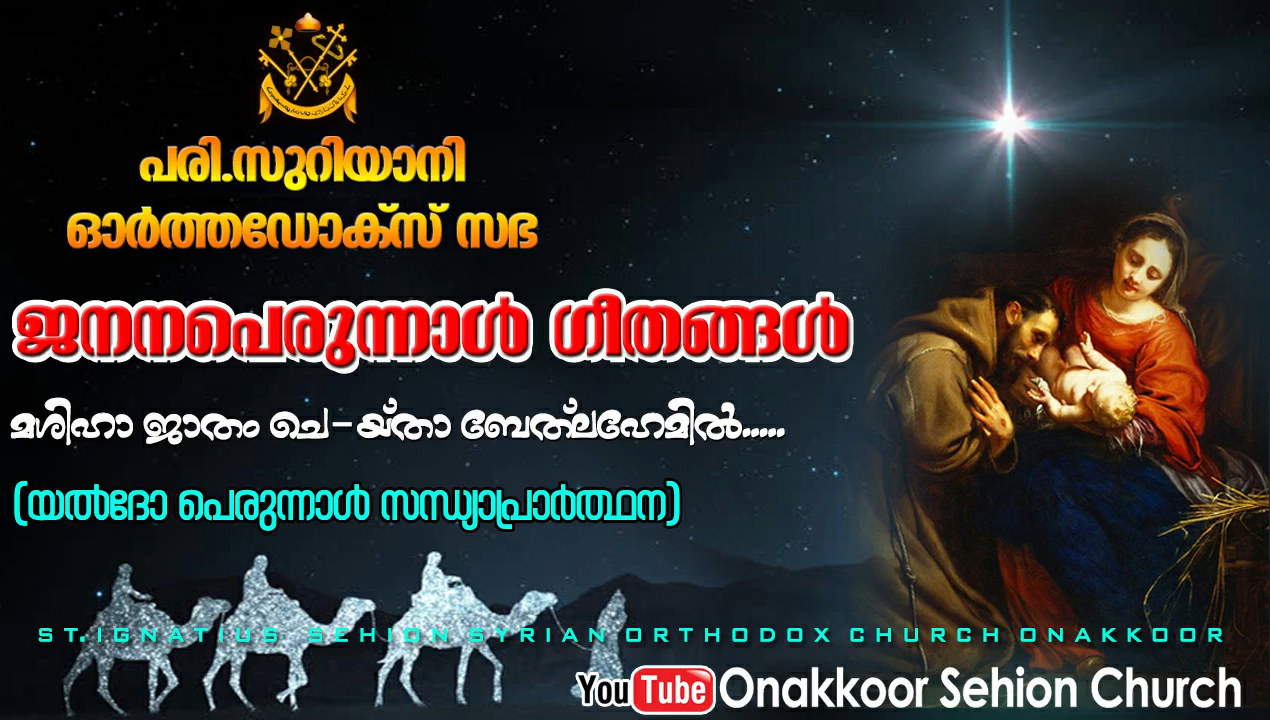 പരി.സുറിയാനി
ഓർത്തഡോക്സ് സഭ
ജനനപെരുന്നാൾ ഗീതങ്ങൾ
മശിഹാ ജാതം ചെ-യ്താ ബേത്‌ലഹേമിൽ.....
(യൽദോ പെരുന്നാൾ സന്ധ്യാപ്രാർത്ഥന)
ST.IGNATIUS SEHION SYRIAN ORTHODOX CHURCH ONAKKOOR
YouTube Onakkoor Sehion Church